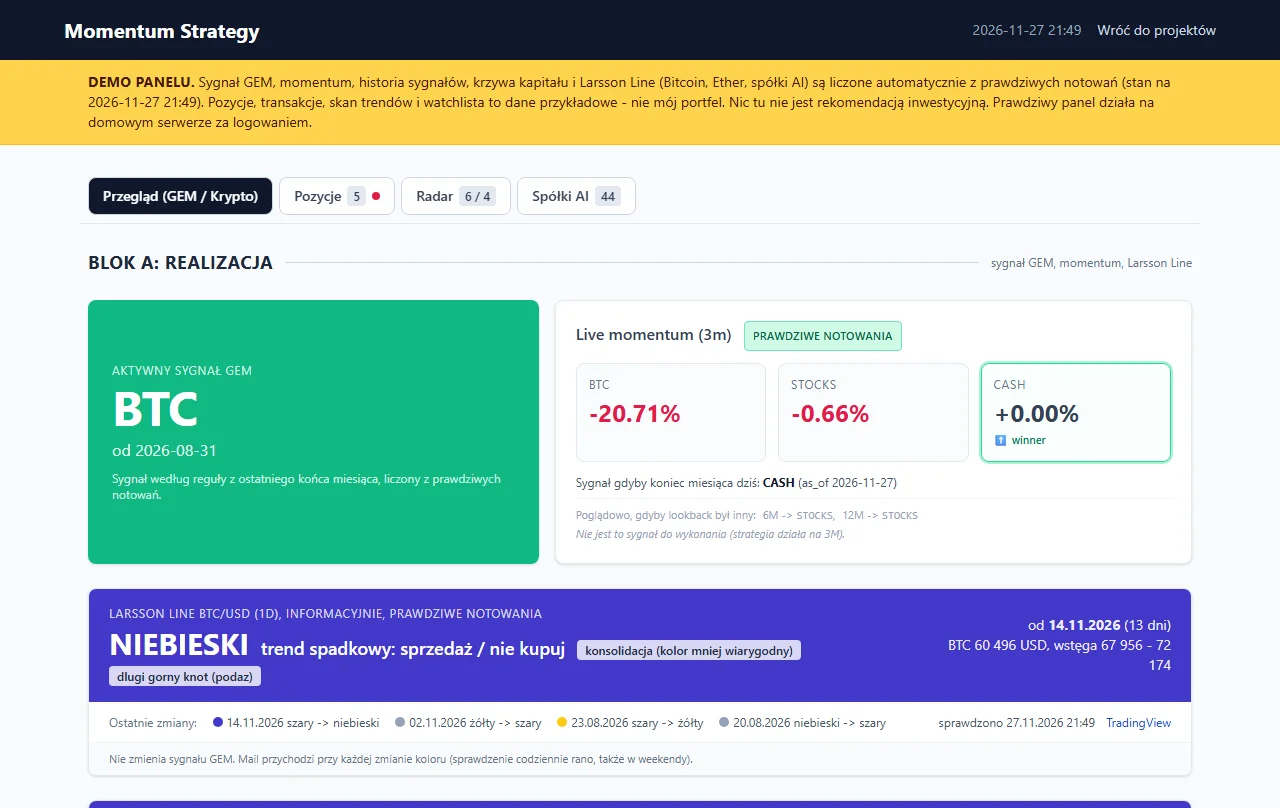 Momentum Strategy
2026-11-27 21:49 Wróć do projektów
DEMO PANELU. Sygnał GEM, momentum, historia sygnałów, krzywa kapitału i Larsson Line (Bitcoin, Ether, spółki AI) są liczone automatycznie z prawdziwych notowań (stan na
2026-11-27 21:49). Pozycje, transakcje, skan trendów i watchlista to dane przykładowe - nie mój portfel. Nic tu nie jest rekomendacją inwestycyjną. Prawdziwy panel działa na
domowym serwerze za logowaniem.
Przegląd (GEM / Krypto) Pozycje 5 Radar 6 / 4 Spółki AI 44
BLOK A: REALIZACJA
sygnał GEM, momentum, Larsson Line
AKTYWNY SYGNAŁ GEM
BTC
od 2026-08-31
Sygnał według reguły z ostatniego końca miesiąca, liczony z prawdziwych
notowań.
Live momentum (3m) PRAWDZIWE NOTOWANIA
BTC
-20.71%
STOCKS
-0.66%
CASH
+0.00%
⬆ winner
Sygnał gdyby koniec miesiąca dziś: CASH (as_of 2026-11-27)
Poglądowo, gdyby lookback był inny: 6M -> STOCKS, 12M -> STOCKS
Nie jest to sygnał do wykonania (strategia działa na 3M).
LARSSON LINE BTC/USD (1D), INFORMACYJNIE, PRAWDZIWE NOTOWANIA
NIEBIESKI trend spadkowy: sprzedaż / nie kupuj konsolidacja (kolor mniej wiarygodny)
dlugi gorny knot (podaz)
od 14.11.2026 (13 dni)
BTC 60 496 USD, wstęga 67 956 - 72
174
Ostatnie zmiany: 14.11.2026 szary -> niebieski 02.11.2026 żółty -> szary 23.08.2026 szary -> żółty 20.08.2026 niebieski -> szary sprawdzono 27.11.2026 21:49 TradingView
Nie zmienia sygnału GEM. Mail przychodzi przy każdej zmianie koloru (sprawdzenie codziennie rano, także w weekendy).